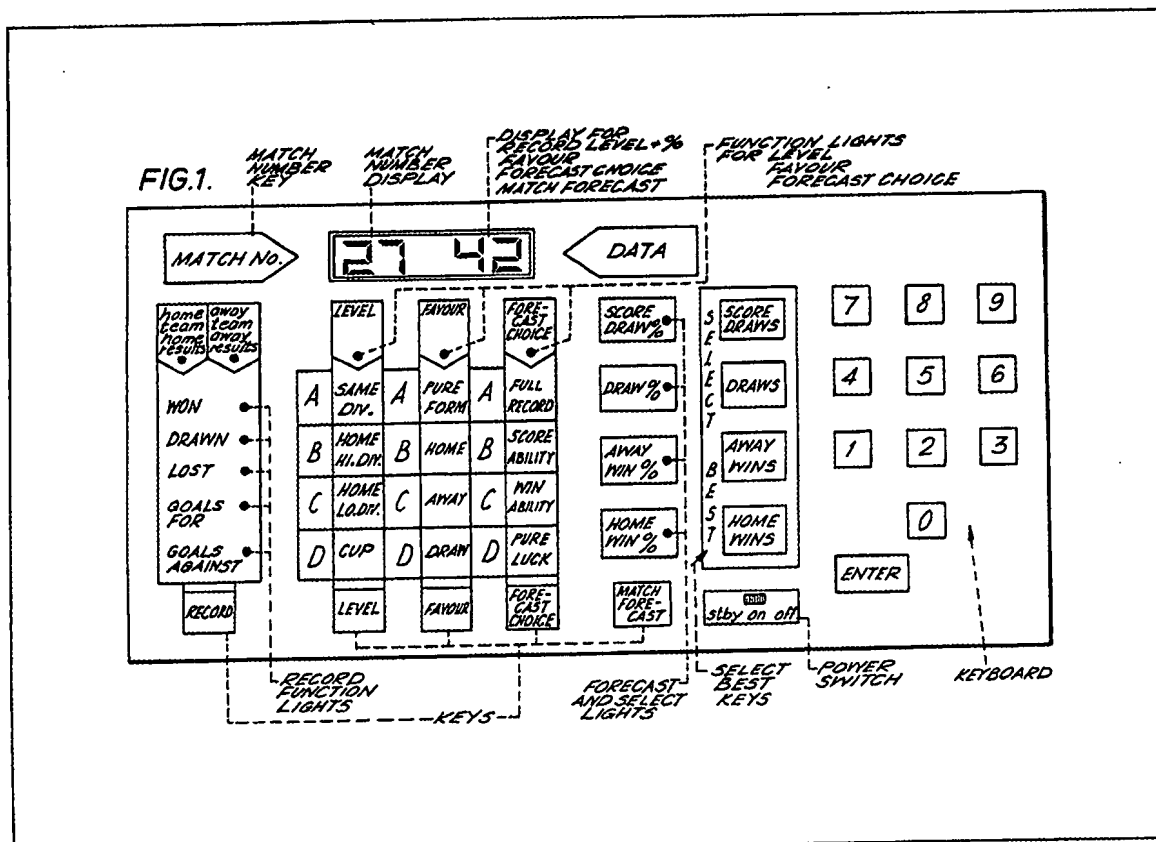 FIG.1.
MATCH
NUMBER
KEY
MATCH
NUMBER
DISPLAY
DISPLAY FOR
RECORD LEVEL+%
FAVOUR
FORECAST CHOICE
MATCH FORECAST
FUNCTION LIGHTS
FOR LEVEL
FAVOUR
FORECAST CHOICE
MATCH No.
27 42
DATA
home
team
home
results
away
team
away
results
WON
DRAWN
LOST
GOALS
FOR
GOALS
AGAINST
RECORD
LEVEL
A SAME
DIV.
B HOME
HI.DIV.
C HOME
LO.DIV.
D CUP
LEVEL
FAVOUR
A PURE
FORM
B HOME
C AWAY
D DRAW
FAVOUR
FORE-
CAST
CHOICE
A FULL
RECORD
B SCORE
ABILITY
C WIN
ABILITY
D PURE
LUCK
FORE-
CAST
CHOICE
SCORE
DRAW%
DRAW%
AWAY
WIN %
HOME
WIN %
MATCH
FORE-
CAST
SELECT BEST
SCORE
DRAWS
DRAWS
AWAY
WINS
HOME
WINS
stby on off
7 8 9
4 5 6
1 2 3
0
ENTER
RECORD
FUNCTION
LIGHTS
KEYS
FORECAST
AND SELECT
LIGHTS
SELECT
BEST
KEYS
POWER
SWITCH
KEYBOARD